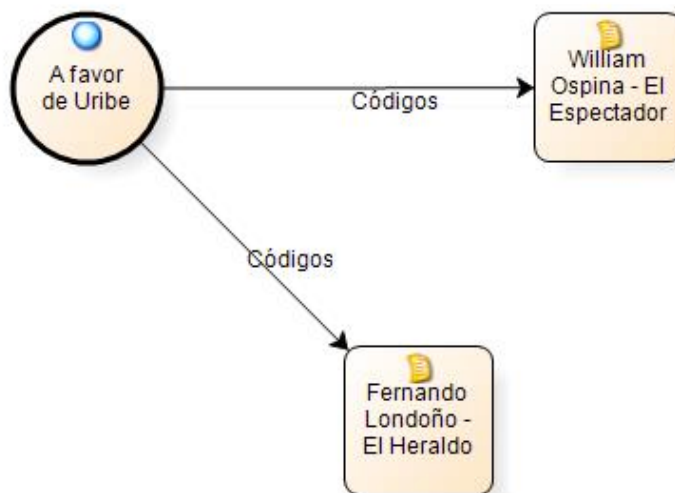 A favor
de Uribe
Códigos
William
Ospina - El
Espectador
Códigos
Fernando
Londoño -
El Heraldo